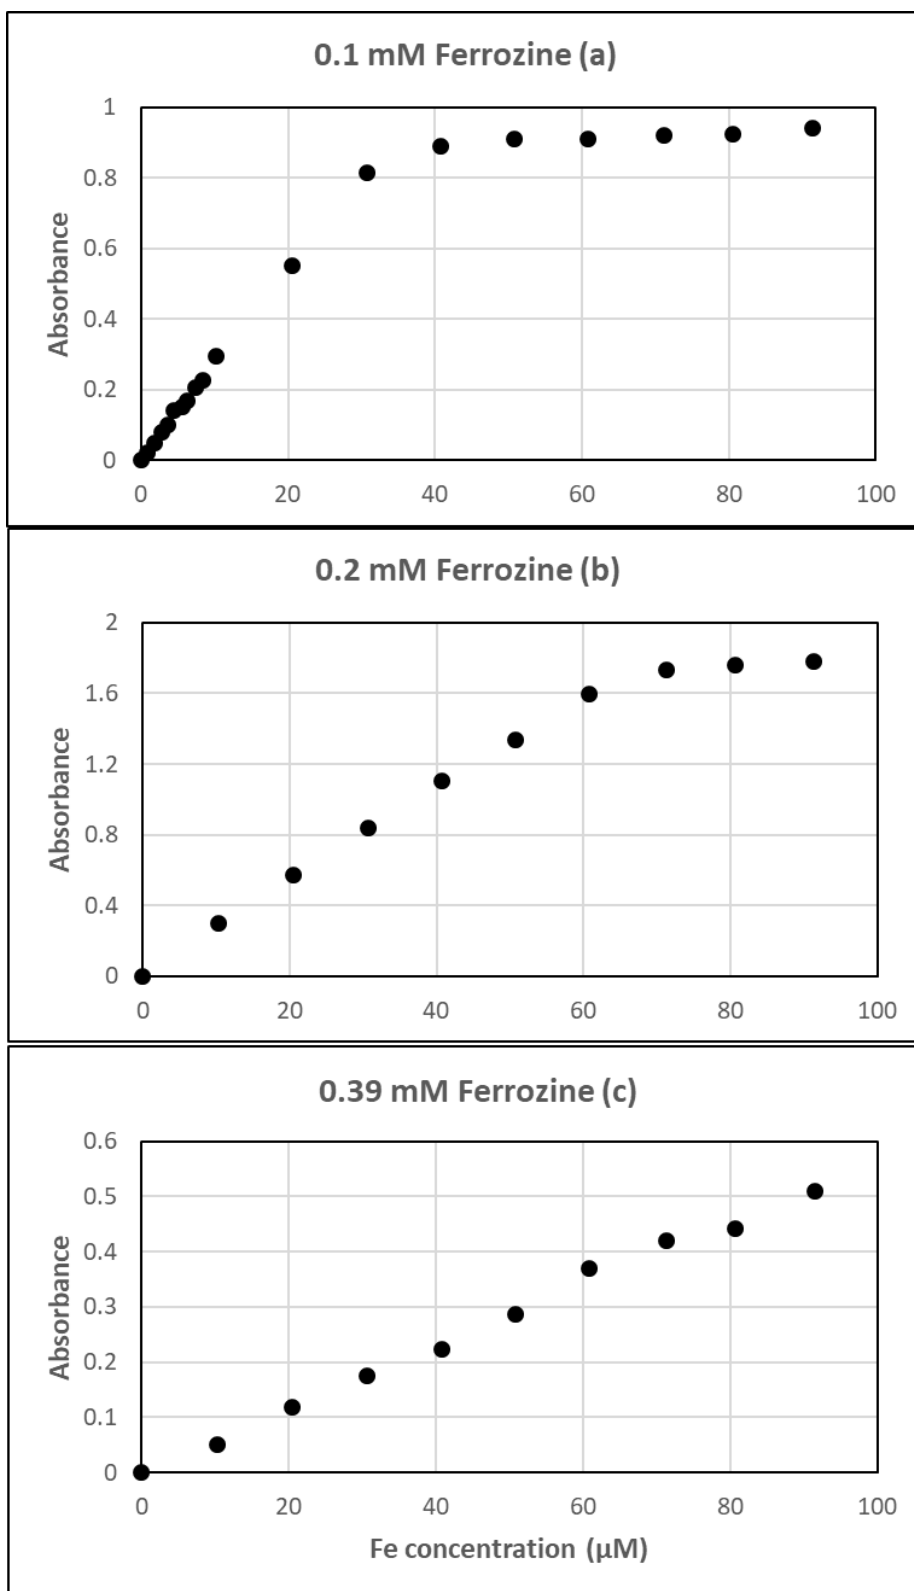 0.1 mM Ferrozine (a)
1
0.8
0.6
0.4
0.2
0
Absorbance
0 20 40 60 80 100
0.2 mM Ferrozine (b)
2
1.6
1.2
0.8
0.4
0
Absorbance
0 20 40 60 80 100
0.39 mM Ferrozine (c)
0.6
0.5
0.4
0.3
0.2
0.1
0
Absorbance
0 20 40 60 80 100
Fe concentration (µM)